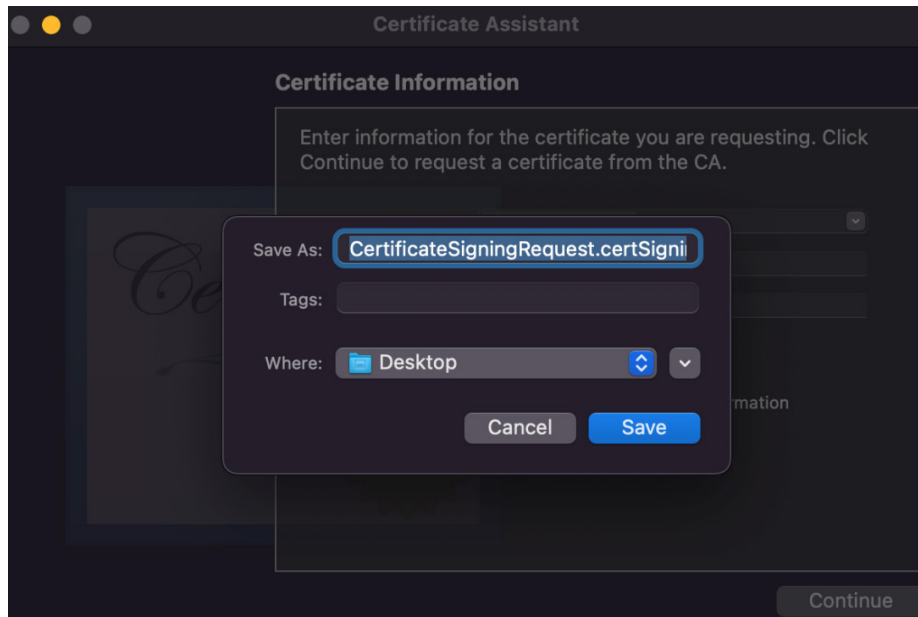 Certificate Assistant
Certificate Information
Enter information for the certificate you are requesting. Click
Continue to request a certificate from the CA.
Save As: CertificateSigningRequest.certSigni
Tags:
Where: Desktop
Cancel Save
Continue